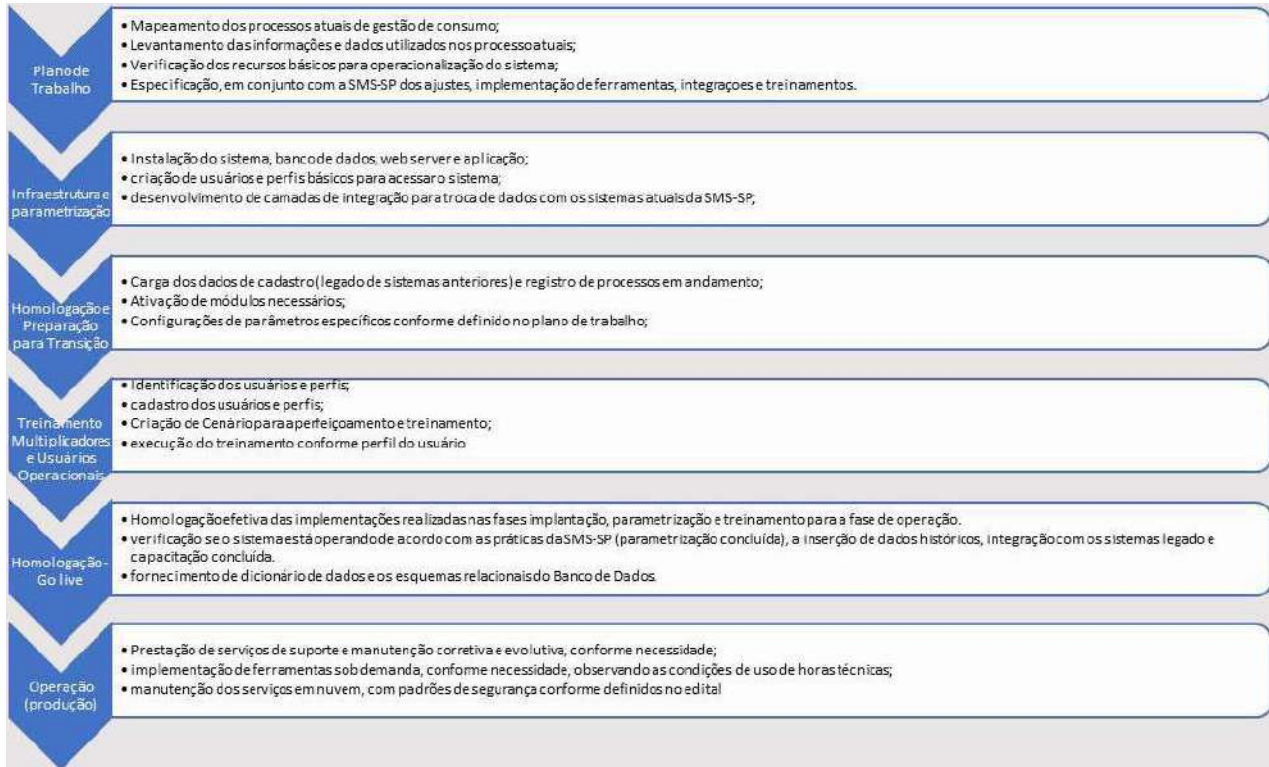 Plano de
Trabalho
• Mapeamento dos processos atuais de gestão de consumo;
• Levantamento das informações e dados utilizados nos processo atuais;
• Verificação dos recursos básicos para operacionalização do sistema;
• Especificação, em conjunto com a SMS-SP dos ajustes, implementação de ferramentas, integraçoes e treinamentos.
Infraestrutura e
parametrização
• Instalação do sistema, banco de dados, web server e aplicação;
• criação de usuários e perfis básicos para acessar o sistema;
• desenvolvimento de camadas de integração para troca de dados com os sistemas atuais da SMS-SP;
Homologação e
Preparação
para Transição
• Carga dos dados de cadastro (legado de sistemas anteriores) e registro de processos em andamento;
• Ativação de módulos necessários;
• Configurações de parâmetros específicos conforme definido no plano de trabalho;
Treinamento
Multiplicadores
e Usuários
Operacionais
• Identificação dos usuários e perfis;
• cadastro dos usuários e perfis;
• Criação de Cenário para aperfeiçoamento e treinamento;
• execução do treinamento conforme perfil do usuário
Homologação-
Go live
• Homologação efetiva das implementações realizadas nas fases implantação, parametrização e treinamento para a fase de operação.
• verificação se o sistema está operando de acordo com as práticas da SMS-SP (parametrização concluída), a inserção de dados históricos, integração com os sistemas legado e
capacitação concluída.
• fornecimento de dicionário de dados e os esquemas relacionais do Banco de Dados.
Operação
(produção)
• Prestação de serviços de suporte e manutenção corretiva e evolutiva, conforme necessidade;
• implementação de ferramentas sob demanda, conforme necessidade, observando as condições de uso de horas técnicas;
• manutenção dos serviços em nuvem, com padrões de segurança conforme definidos no edital